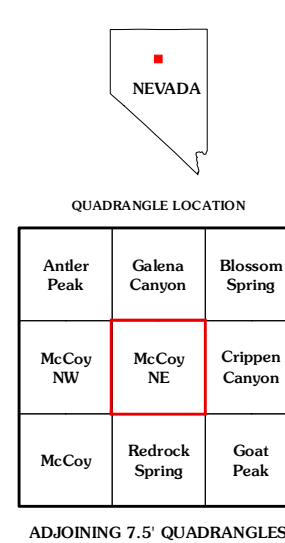 NEVADA
QUADRANGLE LOCATION
Antler Galena Blossom
Peak Canyon Spring
McCoy McCoy Crippen
NW NE Canyon
McCoy Redrock Goat
Spring Peak
ADJOINING 7.5' QUADRANGLES